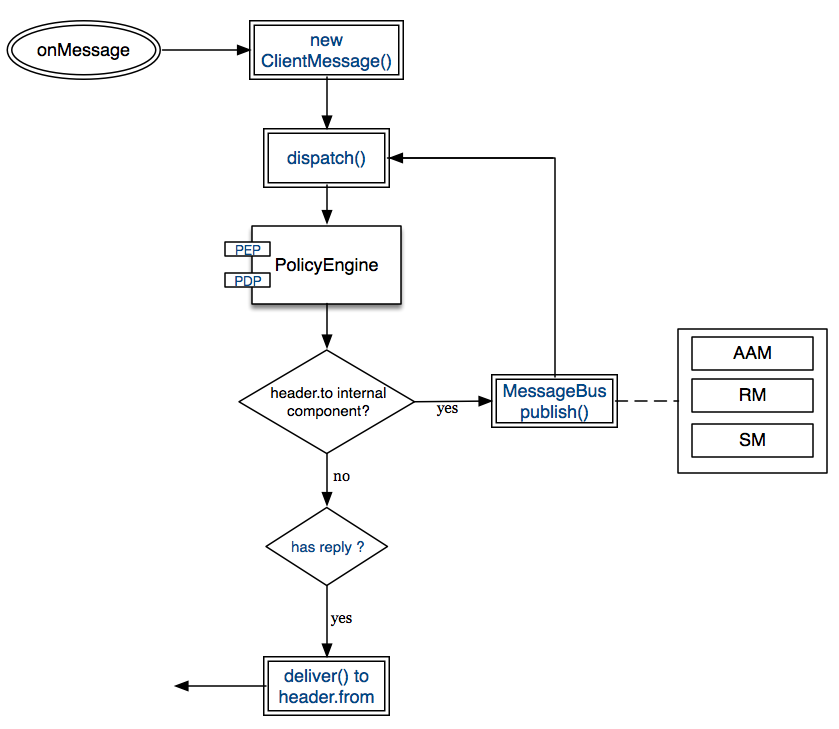 onMessage
new
ClientMessage()
dispatch()
PEP
PolicyEngine
PDP
header.to internal
component?
yes
MessageBus
publish()
AAM
RM
SM
no
has reply ?
yes
deliver() to
header.from